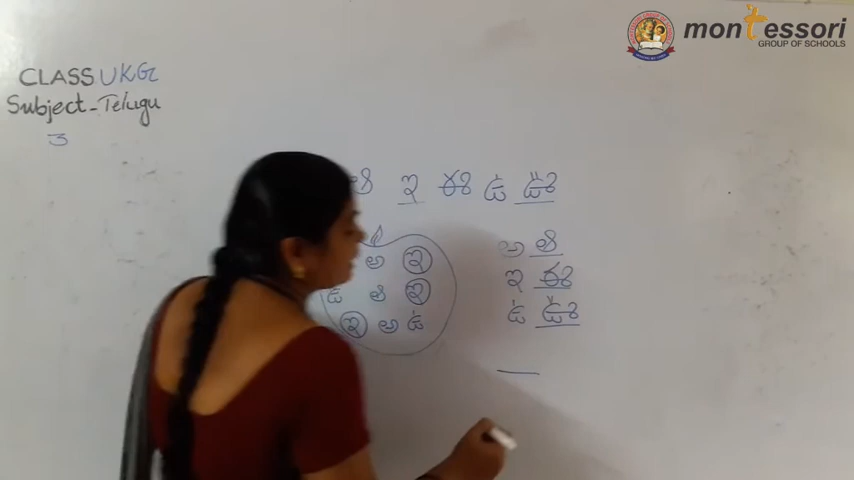 montessori
GROUP OF SCHOOLS
CLASS UKG
Subject-Telugu
ఇ ఈ ఉ ఊ
అ ఇ
ఉ ఆ ఇ
ఇ అ ఉ
అ ఆ
ఇ ఈ
ఉ ఊ